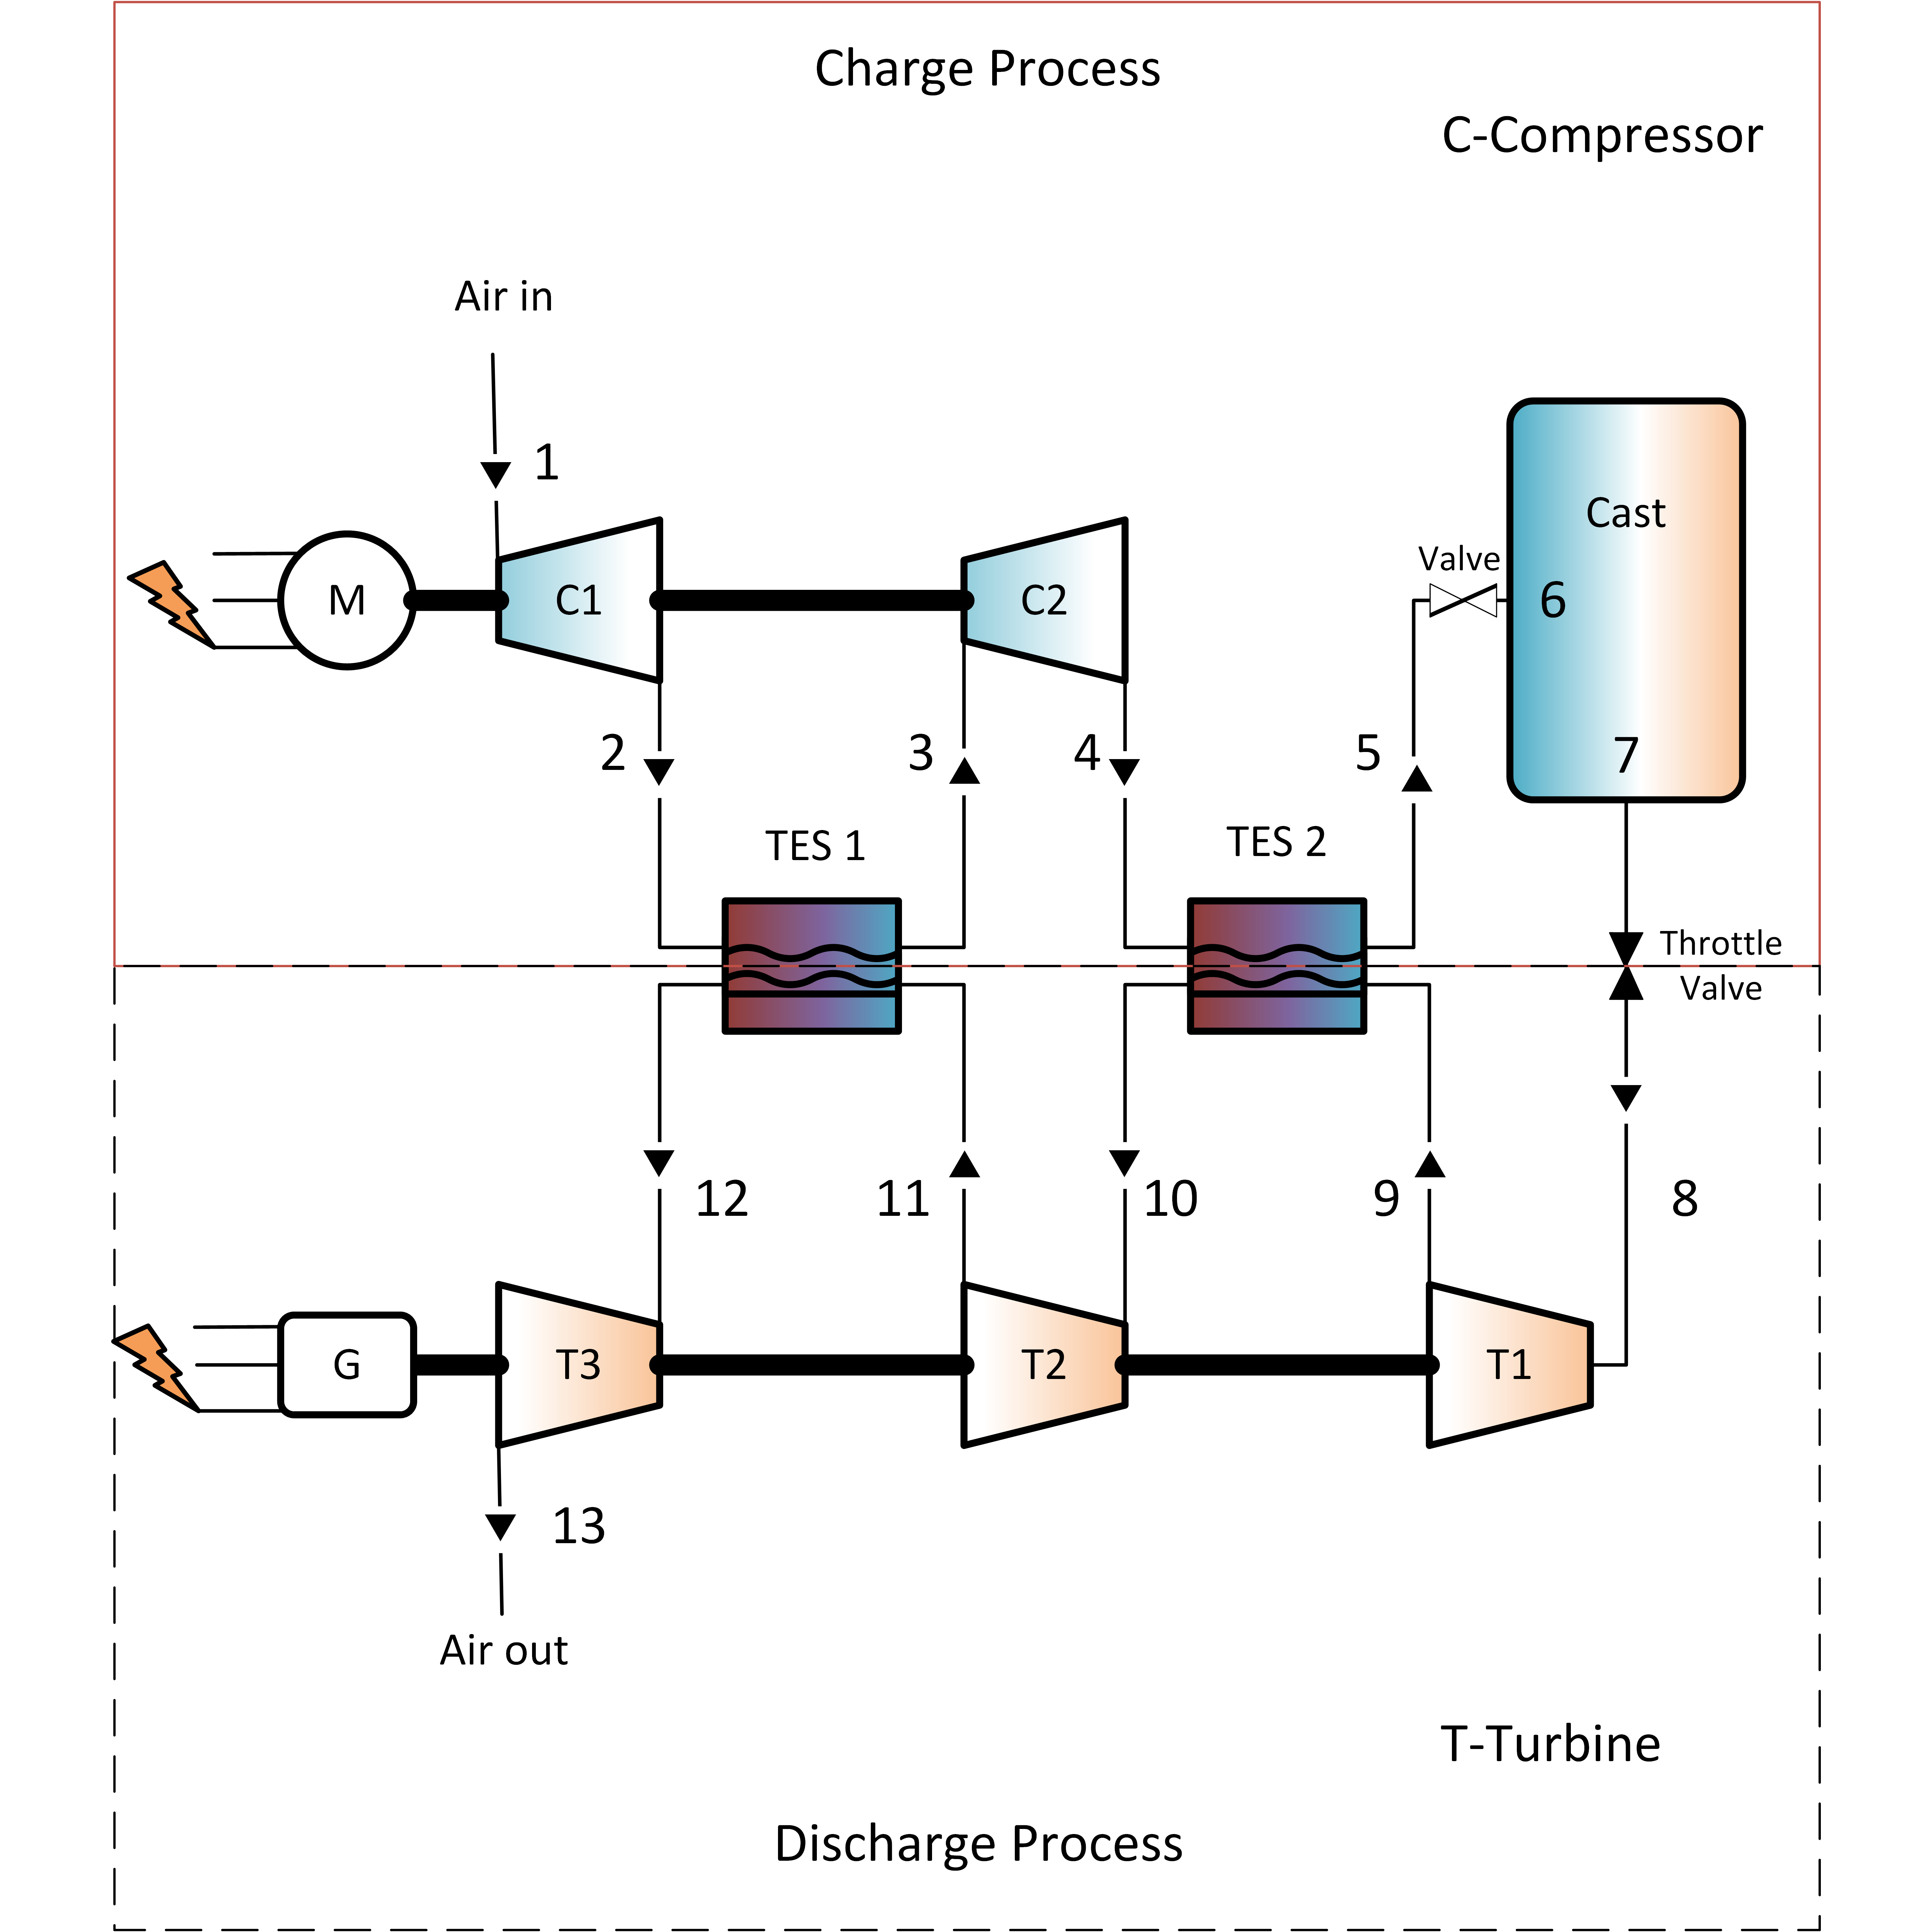 Charge Process
C-Compressor
Air in
1
M
C1
C2
Valve
Cast
6
2
3
4
5
7
TES 1
TES 2
Throttle
Valve
12
11
10
9
8
G
T3
T2
T1
13
Air out
T-Turbine
Discharge Process